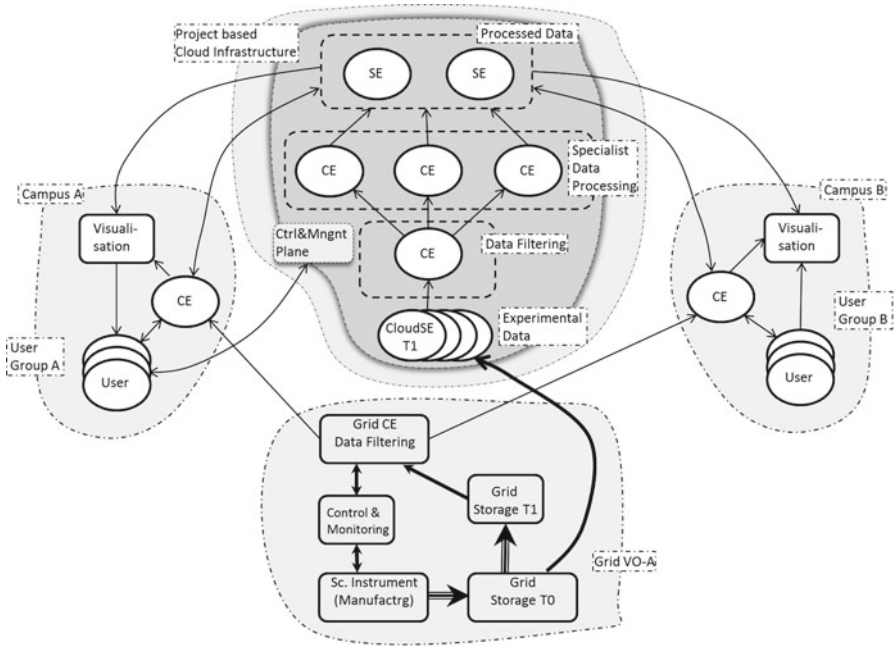 Project based
Cloud Infrastructure
Processed Data
SE
SE
CE
CE
CE
Specialist
Data
Processing
Campus A
Campus B
Visuali-
sation
Ctrl&Mngnt
Plane
CE
Data Filtering
Visuali-
sation
CE
CE
User
Group A
CloudSE
T1
Experimental
Data
User
Group B
User
User
Grid CE
Data Filtering
Grid
Storage T1
Control &
Monitoring
Grid VO-A
Sc. Instrument
(Manufactrg)
Grid
Storage T0